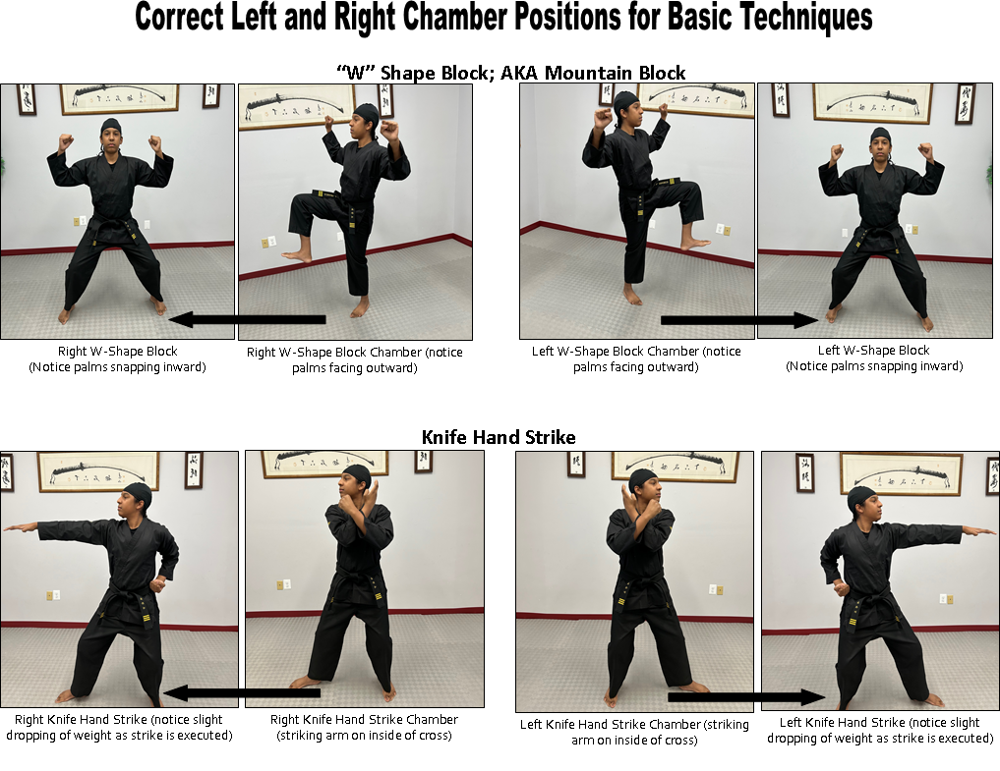 Correct Left and Right Chamber Positions for Basic Techniques
“W” Shape Block; AKA Mountain Block
Right W-Shape Block
(Notice palms snapping inward)
Right W-Shape Block Chamber (notice
palms facing outward)
Left W-Shape Block Chamber (notice
palms facing outward)
Left W-Shape Block
(Notice palms snapping inward)
Knife Hand Strike
Right Knife Hand Strike (notice slight
dropping of weight as strike is executed)
Right Knife Hand Strike Chamber
(striking arm on inside of cross)
Left Knife Hand Strike Chamber (striking
arm on inside of cross)
Left Knife Hand Strike (notice slight
dropping of weight as strike is executed)